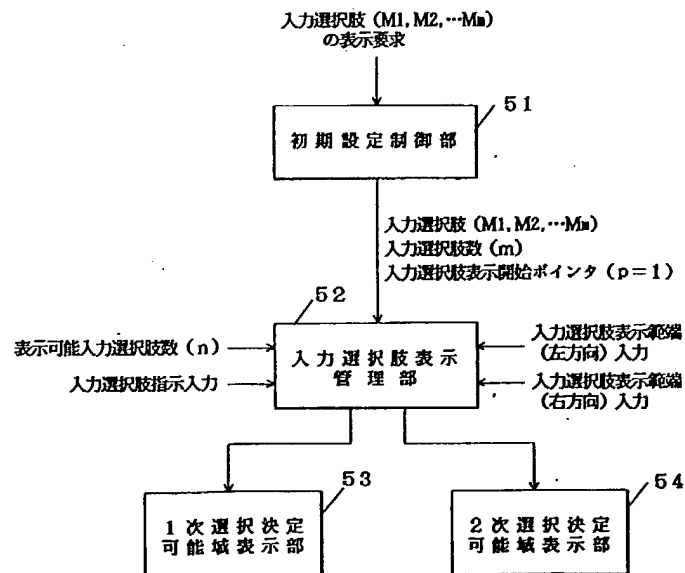 入力選択肢 (M1, M2, …Mm)
の表示要求
51
初期設定制御部
入力選択肢 (M1, M2, …Mm)
入力選択肢数 (m)
入力選択肢表示開始ポインタ (p=1)
52
表示可能入力選択肢数 (n)
入力選択肢指示入力
入力選択肢表示
管理部
入力選択肢表示範端
(左方向) 入力
入力選択肢表示範端
(右方向) 入力
53
1次選択決定
可能域表示部
54
2次選択決定
可能域表示部